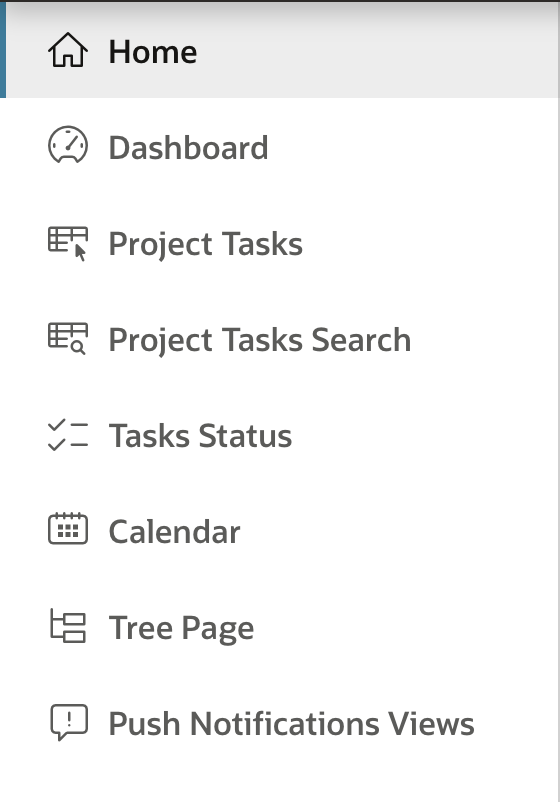 Home
Dashboard
Project Tasks
Project Tasks Search
Tasks Status
Calendar
Tree Page
Push Notifications Views